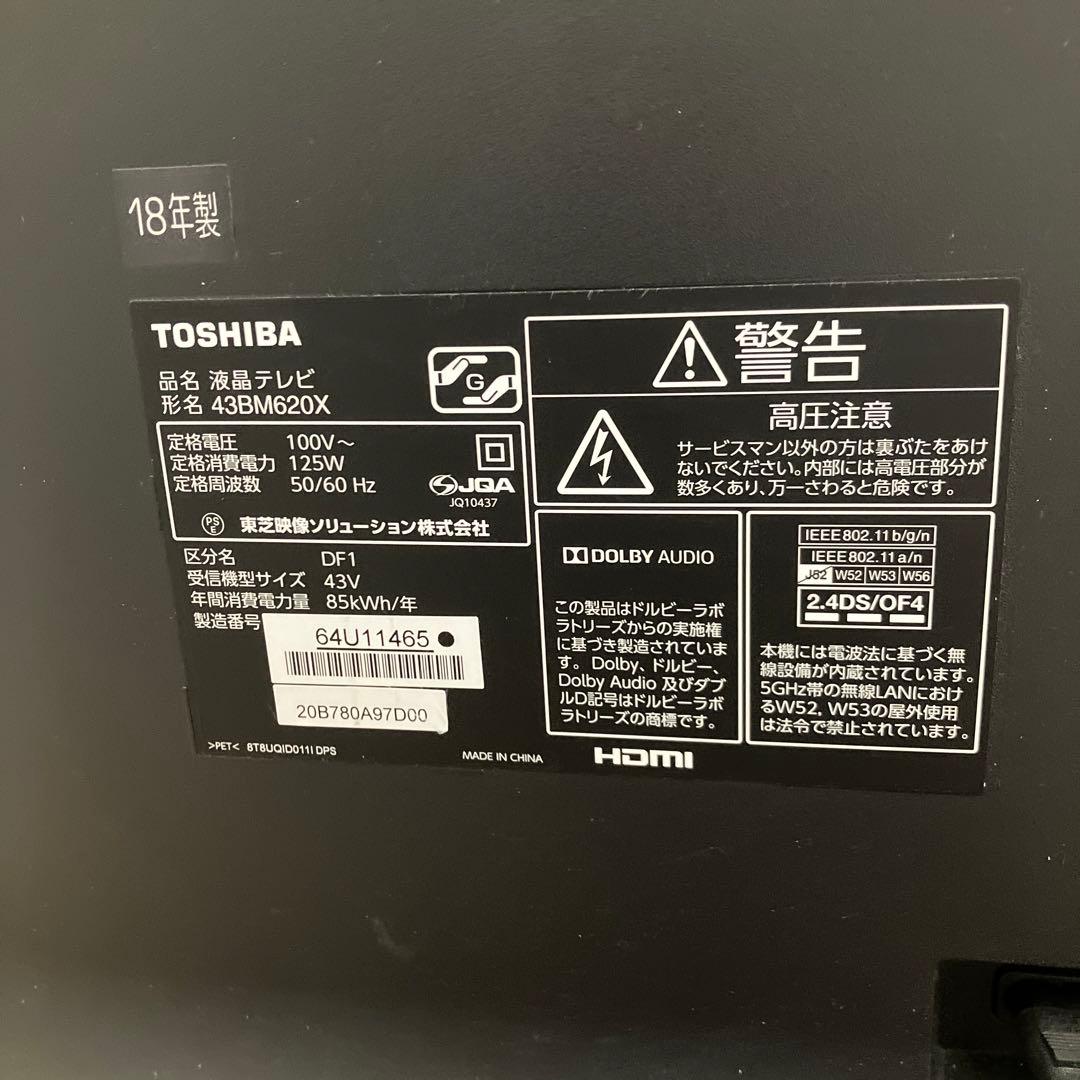 18年製
TOSHIBA
品名 液晶テレビ
形名 43BM620X
G
定格電圧 100V～
定格消費電力 125W
定格周波数 50/60 Hz
JQA
JQ10437
PSE 東芝映像ソリューション株式会社
区分名 DF1
受信機型サイズ 43V
年間消費電力量 85kWh/年
製造番号
64U11465●
20B780A97D00
>PET< 8T8UQID011I DPS
MADE IN CHINA
HDMI
警告
高圧注意
サービスマン以外の方は裏ぶたをあけ
ないでください。内部には高電圧部分が
数多くあり、万一さわると危険です。
DOLBY AUDIO
この製品はドルビーラボ
ラトリーズからの実施権
に基づき製造されていま
す。Dolby、ドルビー、
Dolby Audio 及びダブ
ルD記号はドルビーラボ
ラトリーズの商標です。
IEEE802.11b/g/n
IEEE802.11a/n
J52 W52 W53 W56
2.4DS/OF4
本機には電波法に基づく無
線設備が内蔵されています。
5GHz帯の無線LANにおけ
るW52, W53の屋外使用
は法令で禁止されています。